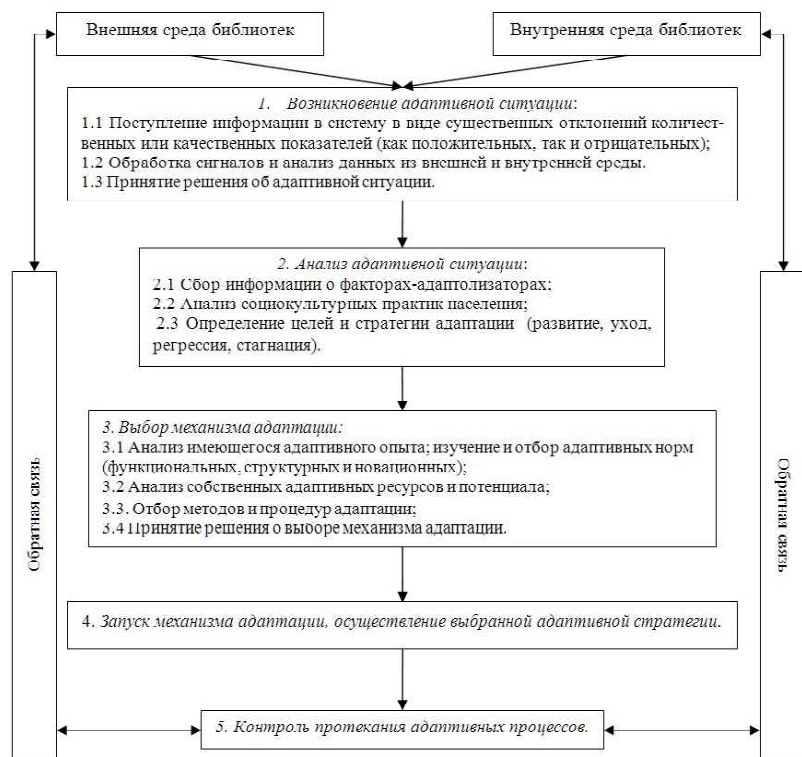 Внешняя среда библиотек
Внутренняя среда библиотек
1. Возникновение адаптивной ситуации:
1.1 Поступление информации в систему в виде существенных отклонений количест-
венных или качественных показателей (как положительных, так и отрицательных);
1.2 Обработка сигналов и анализ данных из внешней и внутренней среды.
1.3 Принятие решения об адаптивной ситуации.
2. Анализ адаптивной ситуации:
2.1 Сбор информации о факторах-адаптолизаторах;
2.2 Анализ социокультурных практик населения;
2.3 Определение целей и стратегии адаптации (развитие, уход,
регрессия, стагнация).
3. Выбор механизма адаптации:
3.1 Анализ имеющегося адаптивного опыта; изучение и отбор адаптивных норм
(функциональных, структурных и новационных);
3.2 Анализ собственных адаптивных ресурсов и потенциала;
3.3. Отбор методов и процедур адаптации;
3.4 Принятие решения о выборе механизма адаптации.
Обратная связь
Обратная связь
4. Запуск механизма адаптации, осуществление выбранной адаптивной стратегии.
5. Контроль протекания адаптивных процессов.